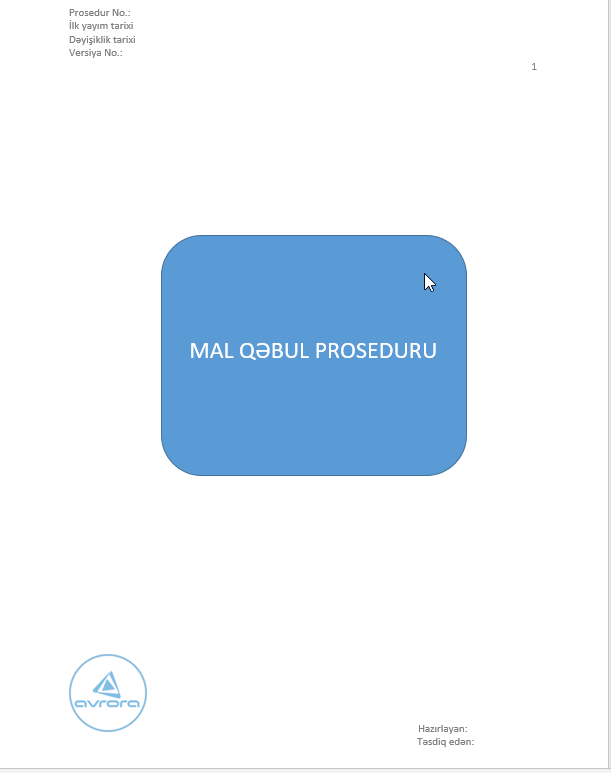 Prosedur No.:
İlk yayım tarixi
Dəyişiklik tarixi
Versiya No.:
1
MAL QƏBUL PROSEDURU
avrora
Hazırlayan:
Təsdiq edən: